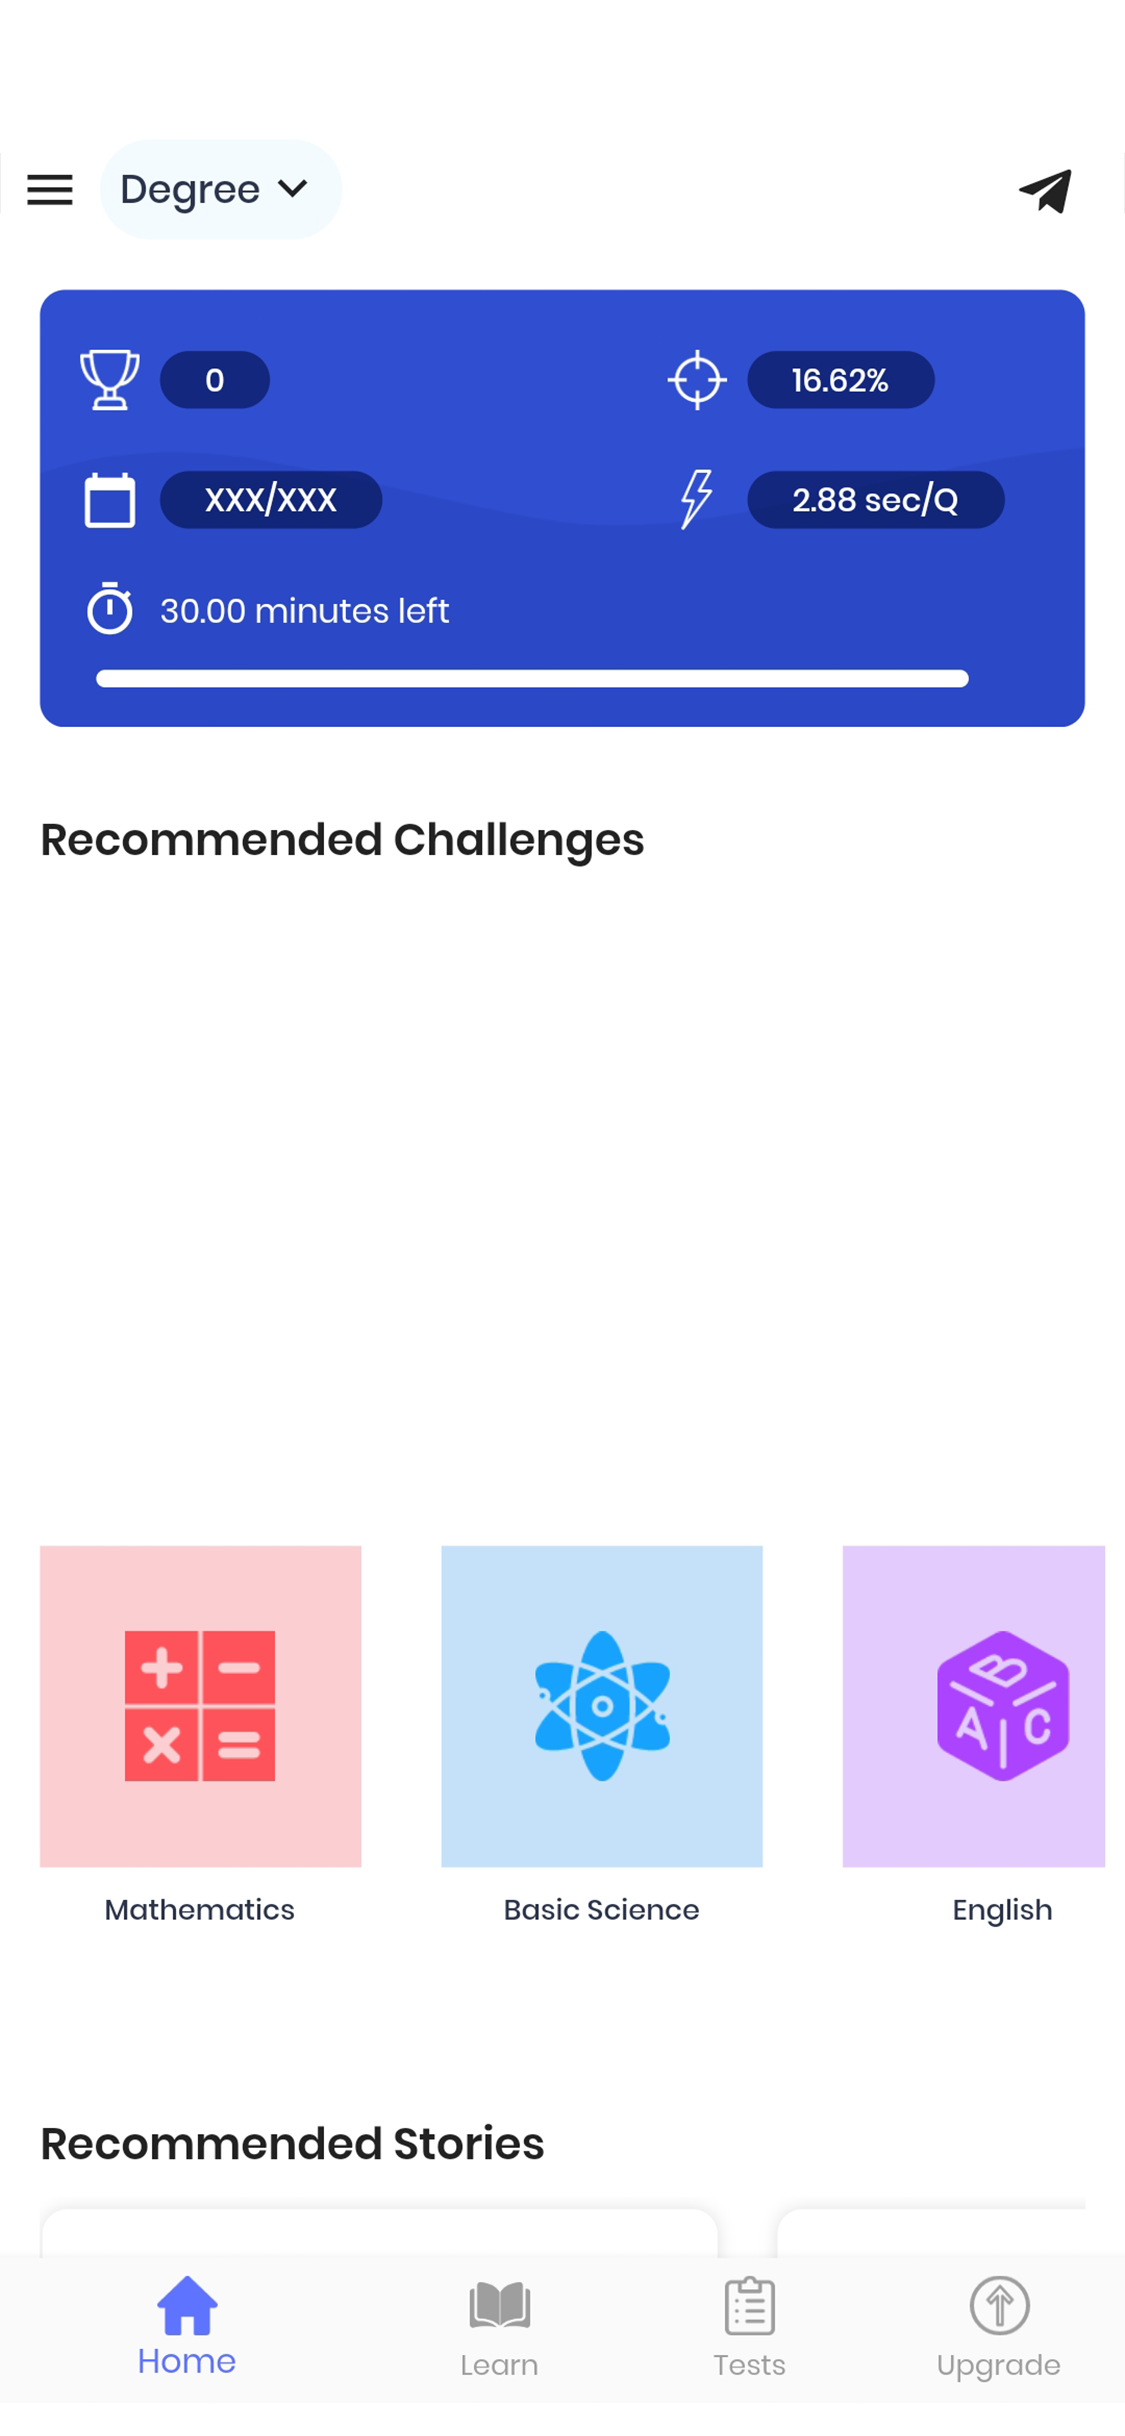 Degree
0
16.62%
XXX/XXX
2.88 sec/Q
30.00 minutes left
Recommended Challenges
B
A C
Mathematics
Basic Science
English
Recommended Stories
Home
Learn
Tests
Upgrade